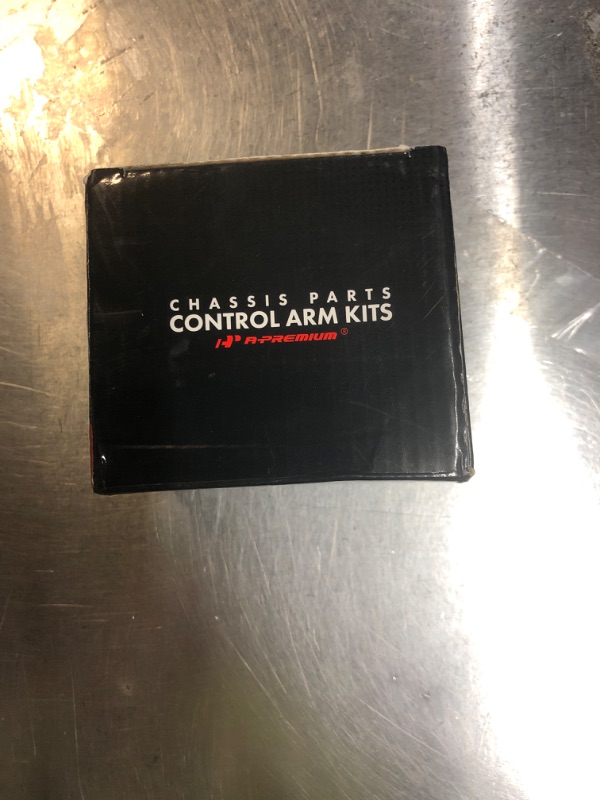 CHASSIS PARTS
CONTROL ARM KITS
A-PREMIUM ®